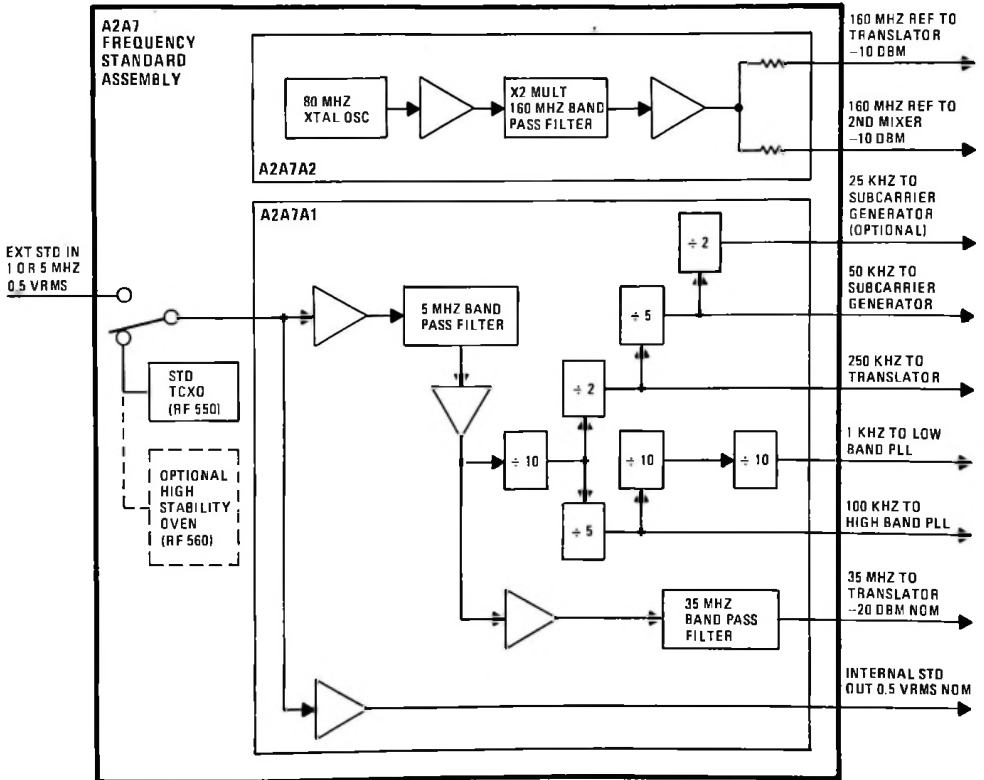 A2A7
FREQUENCY
STANDARD
ASSEMBLY
80 MHZ
XTAL OSC
X2 MULT
160 MHZ BAND
PASS FILTER
A2A7A2
160 MHZ REF TO
TRANSLATOR
-10 DBM
160 MHZ REF TO
2ND MIXER
-10 DBM
A2A7A1
25 KHZ TO
SUBCARRIER
GENERATOR
(OPTIONAL)
÷ 2
EXT STD IN
1 OR 5 MHZ
0.5 VRMS
5 MHZ BAND
PASS FILTER
÷ 5
50 KHZ TO
SUBCARRIER
GENERATOR
STD
TCXO
(RF 550)
÷ 2
250 KHZ TO
TRANSLATOR
OPTIONAL
HIGH
STABILITY
OVEN
(RF 560)
÷ 10
÷ 10
÷ 10
1 KHZ TO LOW
BAND PLL
÷ 5
100 KHZ TO
HIGH BAND PLL
35 MHZ
BAND PASS
FILTER
35 MHZ TO
TRANSLATOR
-20 DBM NOM
INTERNAL STD
OUT 0.5 VRMS NOM